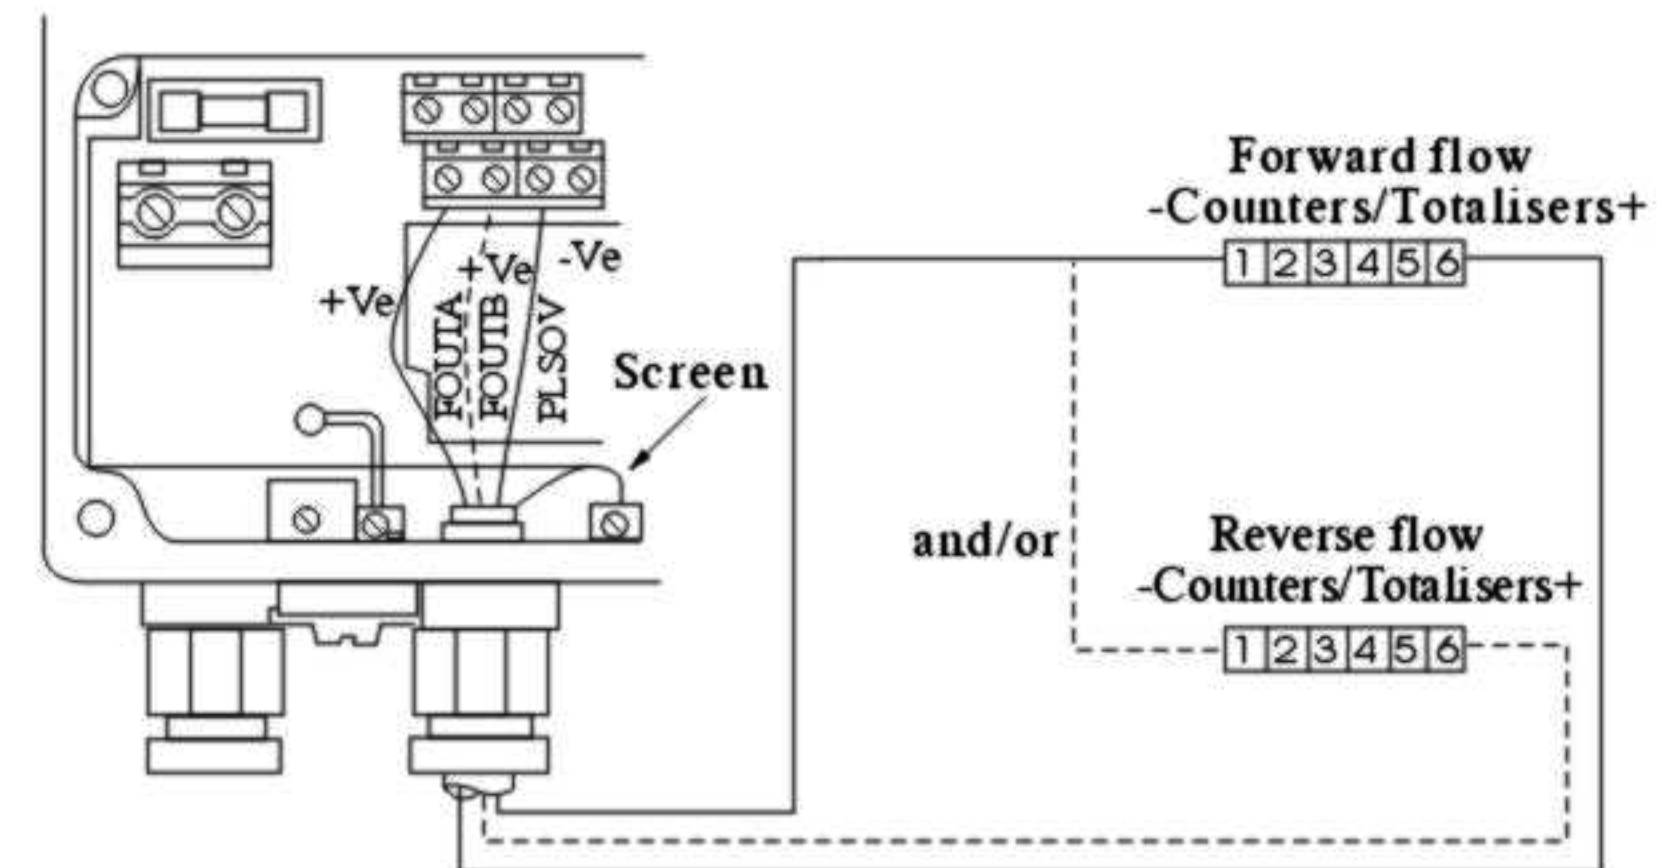 Forward flow
-Counters/Totalisers+
1 2 3 4 5 6
+Ve
+Ve
-Ve
FOUTA
FOUTB
PLSOV
Screen
and/or
Reverse flow
-Counters/Totalisers+
1 2 3 4 5 6